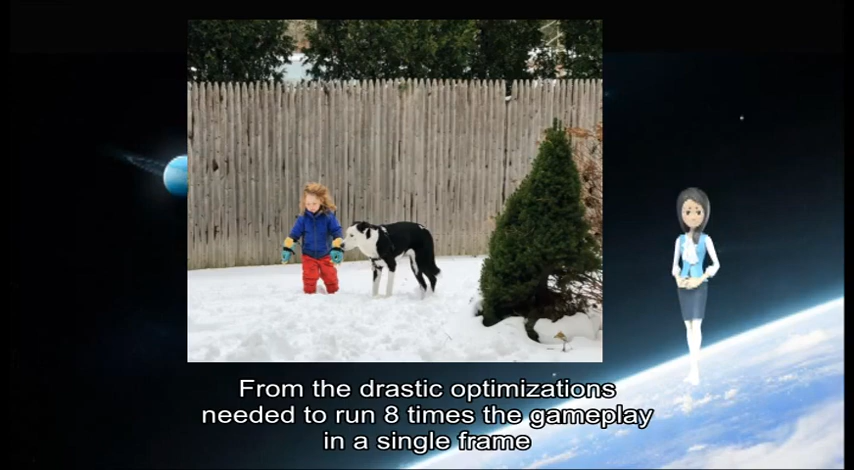 From the drastic optimizations
needed to run 8 times the gameplay
in a single frame